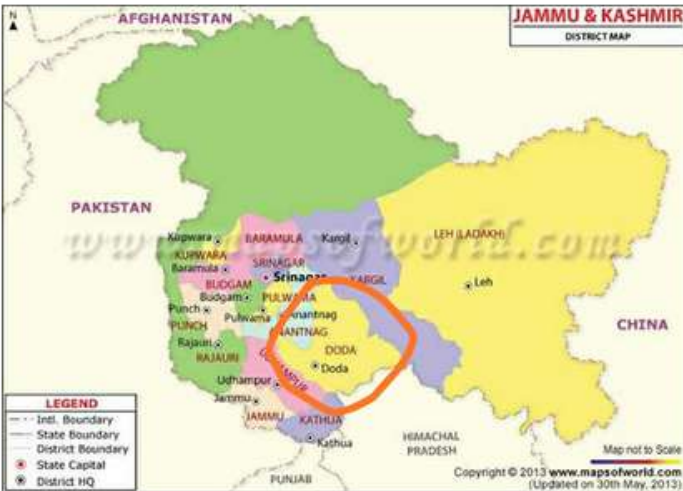 N
AFGHANISTAN
JAMMU & KASHMIR
DISTRICT MAP
PAKISTAN
www.mapsofworld.com
Kupwara
KUPWARA
BARAMULA
Kargil
LEH (LADAKH)
Baramula
SRINAGAR
Srinagar
KARGIL
Leh
BUDGAM
Budgam
PULWAMA
Punch
Pulwama
Anantnag
PUNCH
ANANTNAG
CHINA
Rajauri
RAJAURI
DODA
Doda
UDHAMPUR
Udhampur
Jammu
JAMMU
KATHUA
Kathua
HIMACHAL
PRADESH
PUNJAB
LEGEND
Intl. Boundary
State Boundary
District Boundary
State Capital
District HQ
Map not to Scale
Copyright © 2013 www.mapsofworld.com
(Updated on 30th May, 2013)